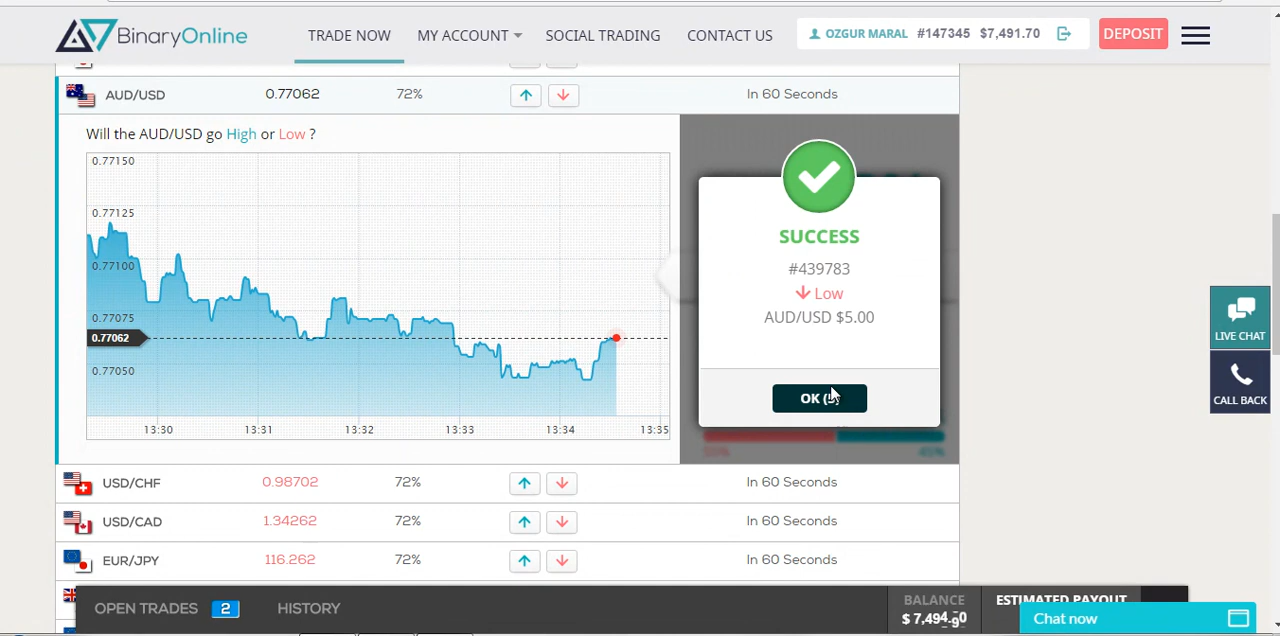 BinaryOnline
TRADE NOW
MY ACCOUNT
SOCIAL TRADING
CONTACT US
OZGUR MARAL #147345 $7,491.70
DEPOSIT
AUD/USD 0.77062 72% In 60 Seconds
Will the AUD/USD go High or Low ?
0.77150
0.77125
0.77100
0.77075
0.77062
0.77050
13:30 13:31 13:32 13:33 13:34 13:35
SUCCESS
#439783
Low
AUD/USD $5.00
OK
55% 45%
LIVE CHAT
CALL BACK
USD/CHF 0.98702 72% In 60 Seconds
USD/CAD 1.34262 72% In 60 Seconds
EUR/JPY 116.262 72% In 60 Seconds
OPEN TRADES 2 HISTORY
BALANCE
ESTIMATED PAYOUT
Chat now